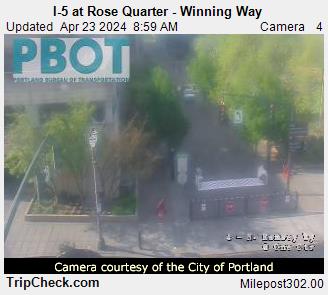 I-5 at Rose Quarter - Winning Way
Updated Apr 23 2024 8:59 AM Camera 4
PBOT
PORTLAND BUREAU OF TRANSPORTATION
Camera courtesy of the City of Portland
TripCheck.com Milepost302.00